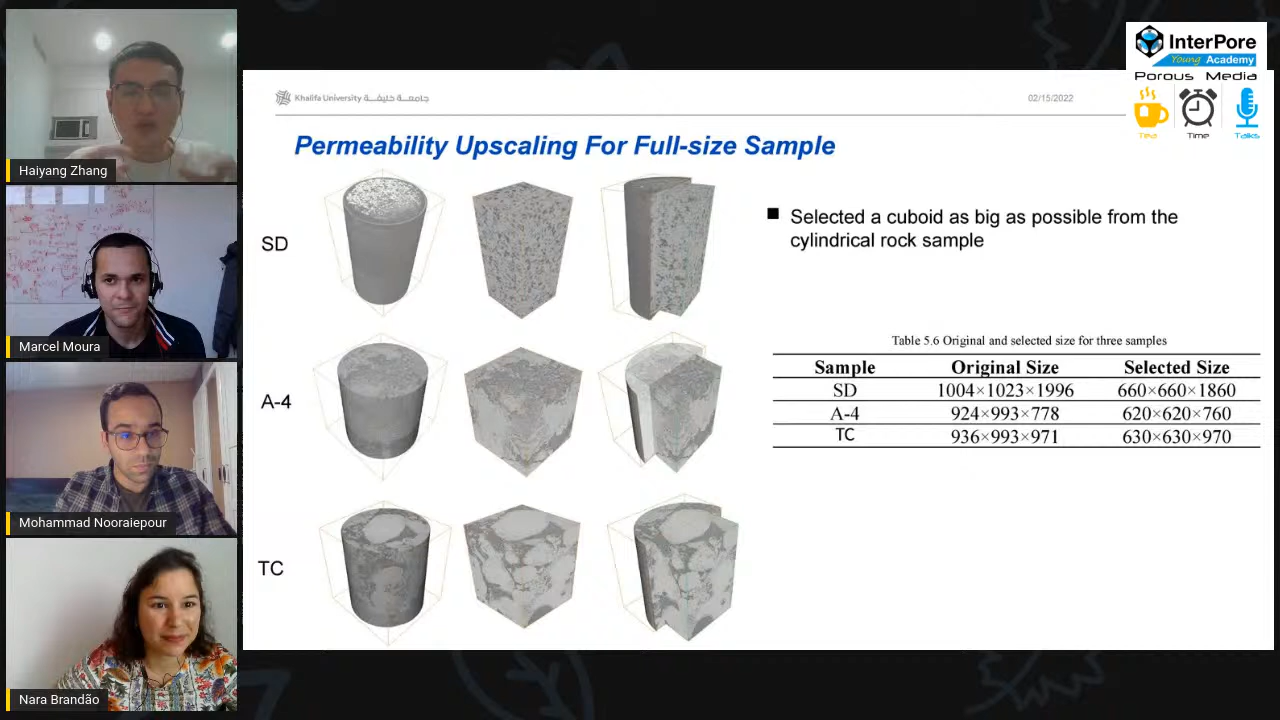 Haiyang Zhang
Marcel Moura
Mohammad Nooraiepour
Nara Brandão
Khalifa University جامعة خليفة
02/15/2022
InterPore
Young Academy
Porous Media
Tea Time Talks
Permeability Upscaling For Full-size Sample
SD
A-4
TC
■ Selected a cuboid as big as possible from the
cylindrical rock sample
Table 5.6 Original and selected size for three samples
Sample Original Size Selected Size
SD 1004×1023×1996 660×660×1860
A-4 924×993×778 620×620×760
TC 936×993×971 630×630×970